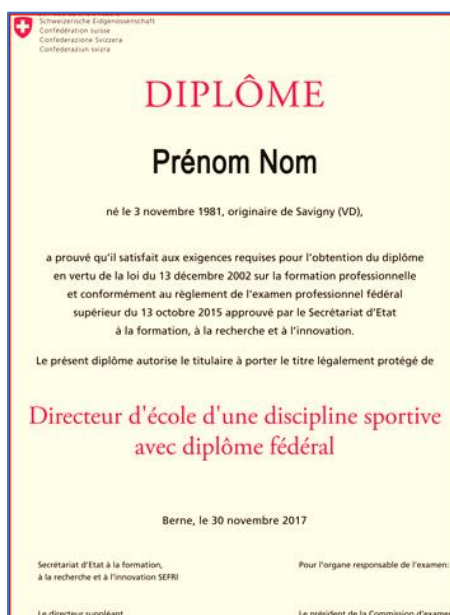 Schweizerische Eidgenossenschaft
Confédération suisse
Confederazione Svizzera
Confederaziun svizra
DIPLÔME
Prénom Nom
né le 3 novembre 1981, originaire de Savigny (VD),
a prouvé qu'il satisfait aux exigences requises pour l'obtention du diplôme
en vertu de la loi du 13 décembre 2002 sur la formation professionnelle
et conformément au règlement de l'examen professionnel fédéral
supérieur du 13 octobre 2015 approuvé par le Secrétariat d'Etat
à la formation, à la recherche et à l'innovation.
Le présent diplôme autorise le titulaire à porter le titre légalement protégé de
Directeur d'école d'une discipline sportive
avec diplôme fédéral
Berne, le 30 novembre 2017
Secrétariat d'Etat à la formation,
à la recherche et à l'innovation SEFRI
Pour l'organe responsable de l'examen:
Le directeur suppléant
Le président de la Commission d'examen